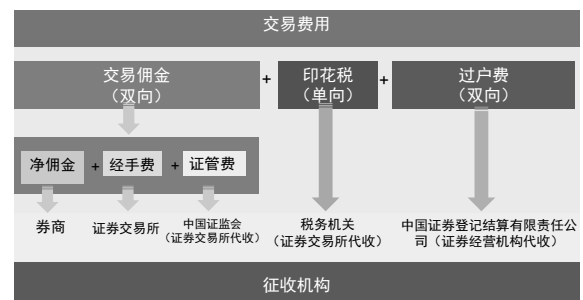 交易费用
交易佣金
（双向）
+
印花税
（单向）
+
过户费
（双向）
净佣金
+
经手费
+
证管费
券商
证券交易所
中国证监会
（证券交易所代收）
税务机关
（证券交易所代收）
中国证券登记结算有限责任公
司（证券经营机构代收）
征收机构